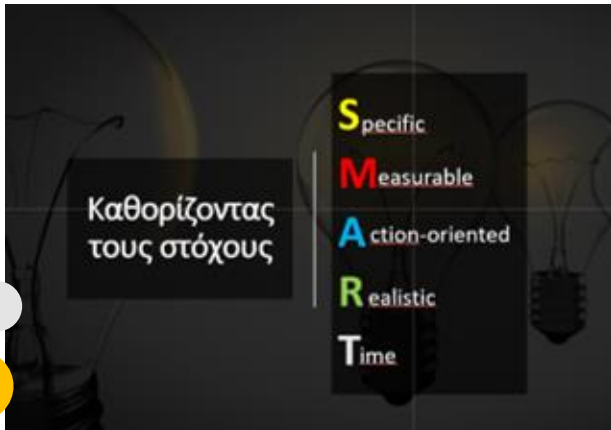 Καθορίζοντας
τους στόχους
Specific
Measurable
Action-oriented
Realistic
Time